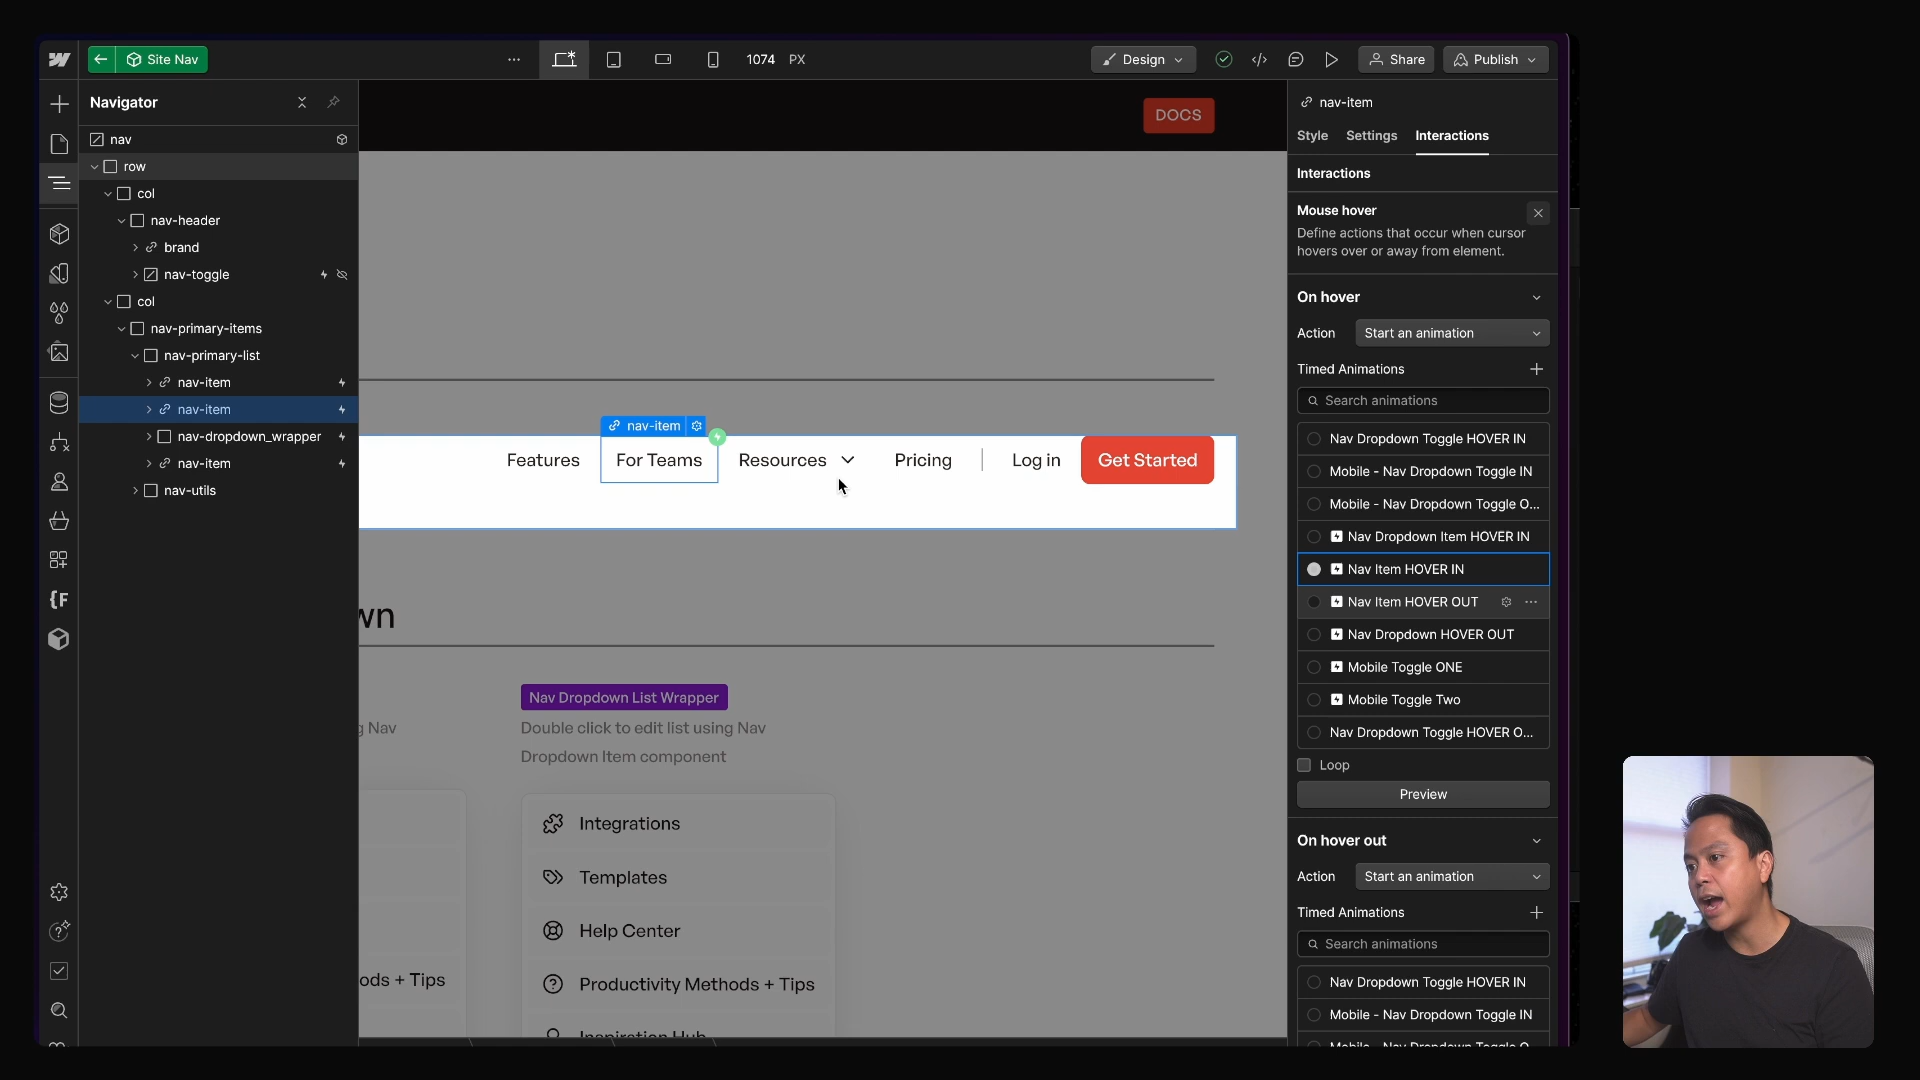 Site Nav
1074 PX
Design
Share
Publish
Navigator
nav
row
col
nav-header
brand
nav-toggle
col
nav-primary-items
nav-primary-list
nav-item
nav-item
nav-dropdown_wrapper
nav-item
nav-utils
DOCS
nav-item
Features
For Teams
Resources
Pricing
Log in
Get Started
wn
Nav Dropdown List Wrapper
g Nav
Double click to edit list using Nav
Dropdown Item component
Integrations
Templates
Help Center
ods + Tips
Productivity Methods + Tips
Inspiration Hub
nav-item
Style
Settings
Interactions
Interactions
Mouse hover
Define actions that occur when cursor
hovers over or away from element.
On hover
Action
Start an animation
Timed Animations
Search animations
Nav Dropdown Toggle HOVER IN
Mobile - Nav Dropdown Toggle IN
Mobile - Nav Dropdown Toggle O...
Nav Dropdown Item HOVER IN
Nav Item HOVER IN
Nav Item HOVER OUT
Nav Dropdown HOVER OUT
Mobile Toggle ONE
Mobile Toggle Two
Nav Dropdown Toggle HOVER O...
Loop
Preview
On hover out
Action
Start an animation
Timed Animations
Search animations
Nav Dropdown Toggle HOVER IN
Mobile - Nav Dropdown Toggle IN
Mobile - Nav Dropdown Toggle O...